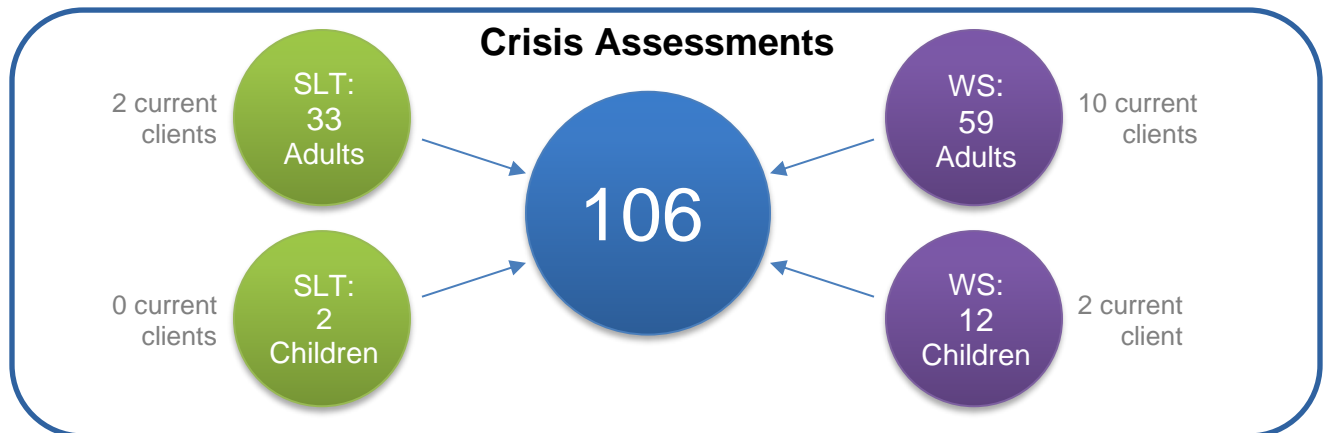 Crisis Assessments
2 current
clients
SLT:
33
Adults
0 current
clients
SLT:
2
Children
106
WS:
59
Adults
10 current
clients
WS:
12
Children
2 current
client